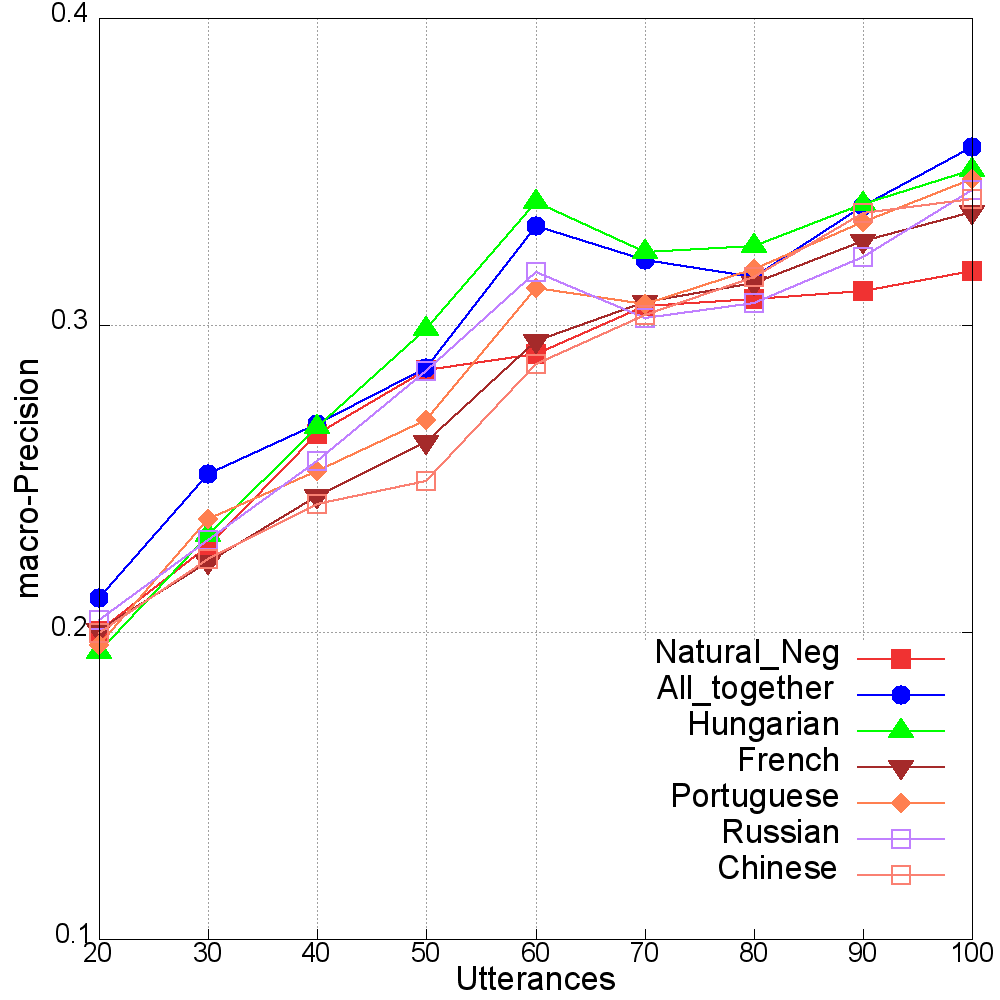 0.4
0.3
0.2
0.1
macro-Precision
Natural_Neg
All_together
Hungarian
French
Portuguese
Russian
Chinese
20 30 40 50 60 70 80 90 100
Utterances